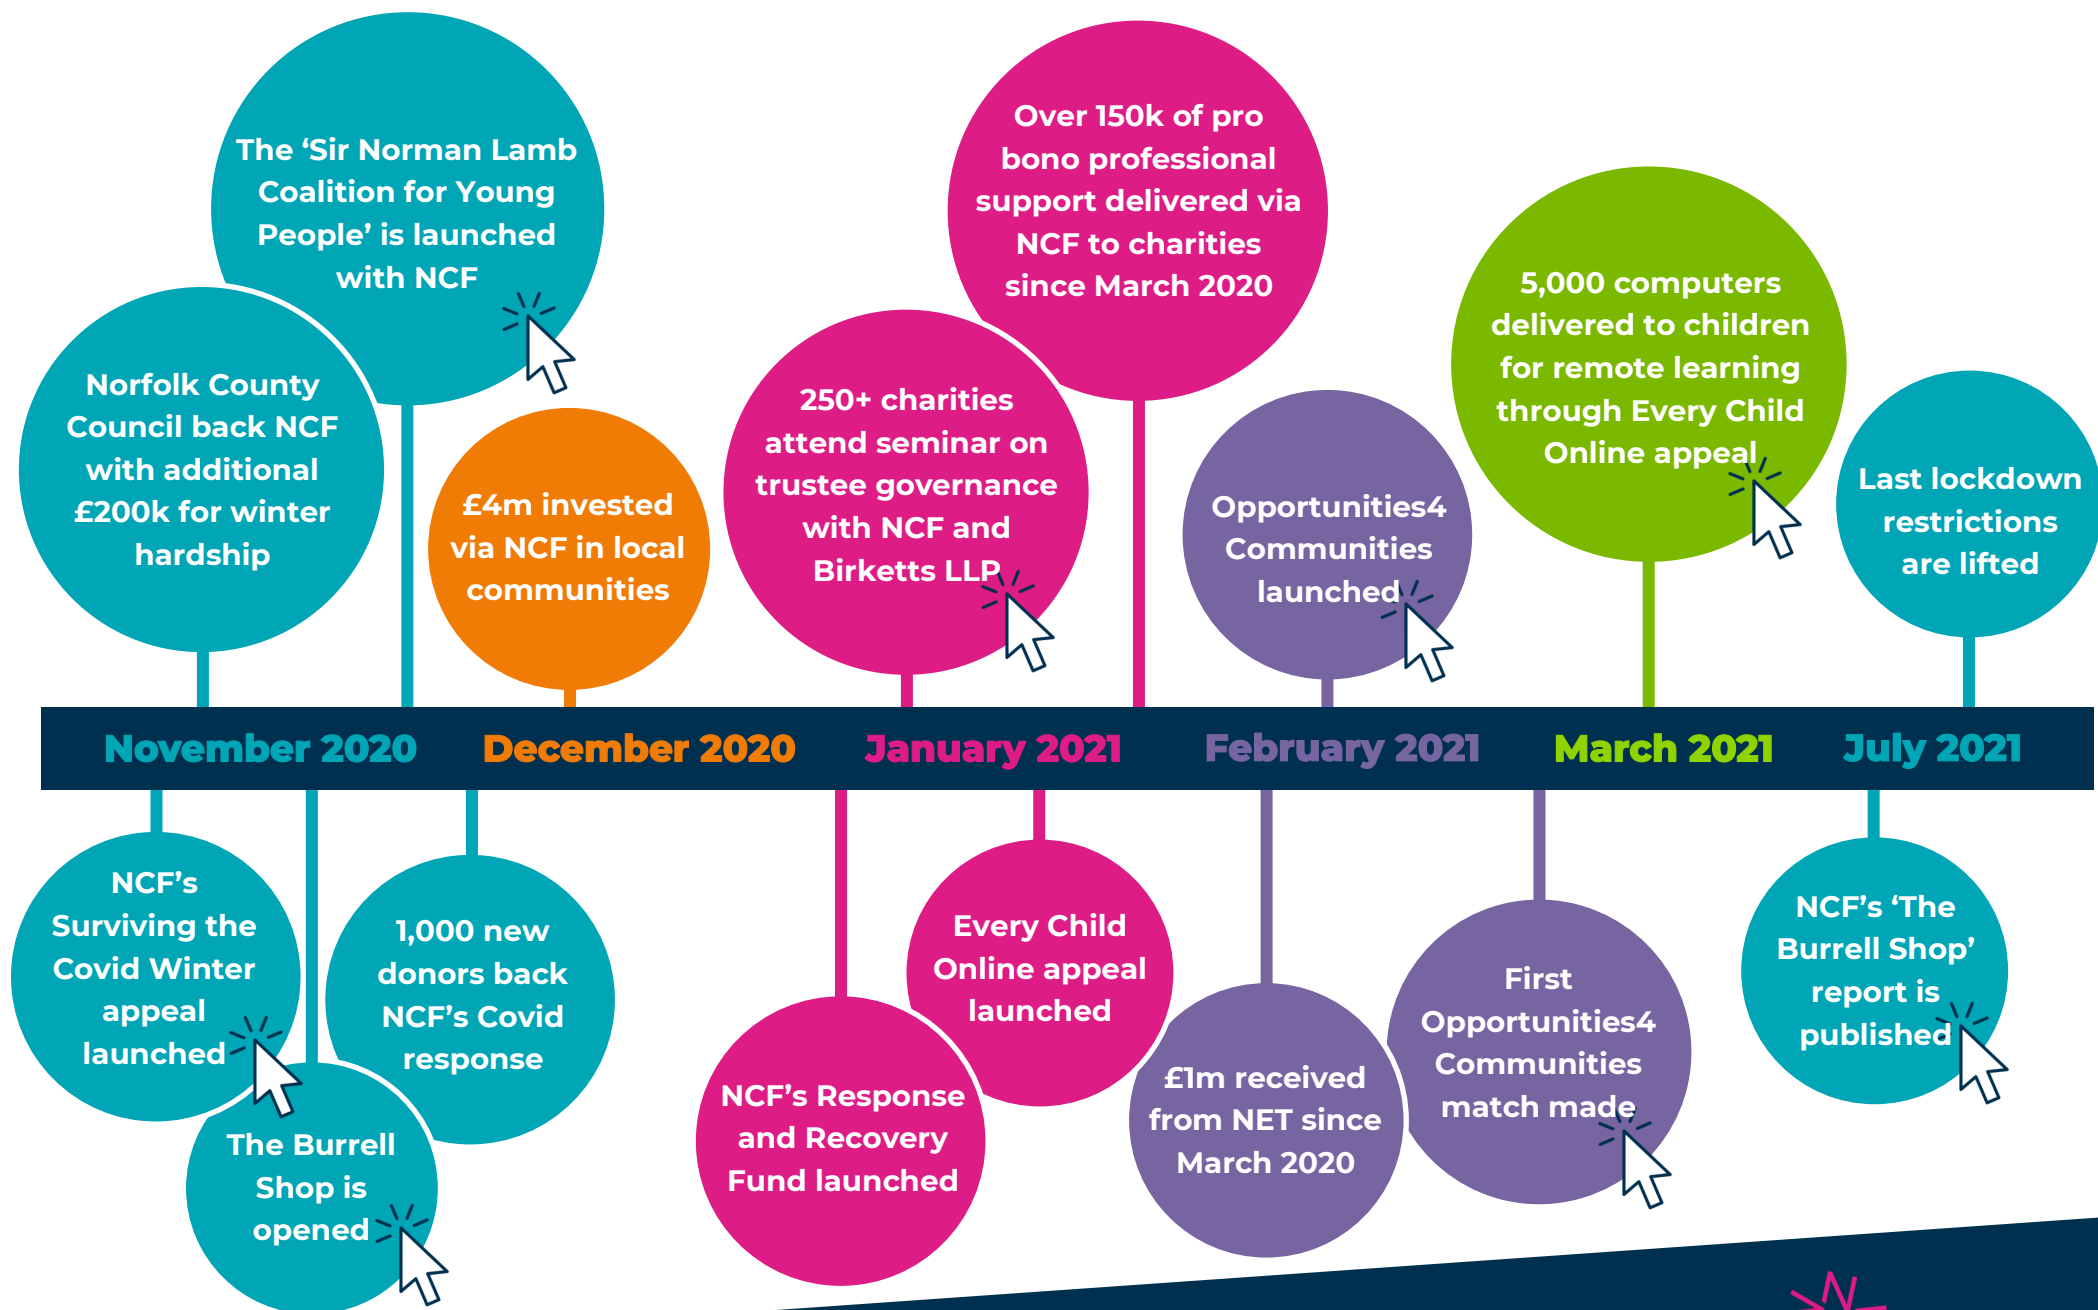 The ‘Sir Norman Lamb
Coalition for Young
People’ is launched
with NCF
Norfolk County
Council back NCF
with additional
£200k for winter
hardship
£4m invested
via NCF in local
communities
Over 150k of pro
bono professional
support delivered via
NCF to charities
since March 2020
250+ charities
attend seminar on
trustee governance
with NCF and
Birketts LLP
Opportunities4
Communities
launched
5,000 computers
delivered to children
for remote learning
through Every Child
Online appeal
Last lockdown
restrictions
are lifted
November 2020
December 2020
January 2021
February 2021
March 2021
July 2021
NCF’s
Surviving the
Covid Winter
appeal
launched
The Burrell
Shop is
opened
1,000 new
donors back
NCF’s Covid
response
NCF’s Response
and Recovery
Fund launched
Every Child
Online appeal
launched
£1m received
from NET since
March 2020
First
Opportunities4
Communities
match made
NCF’s ‘The
Burrell Shop’
report is
published